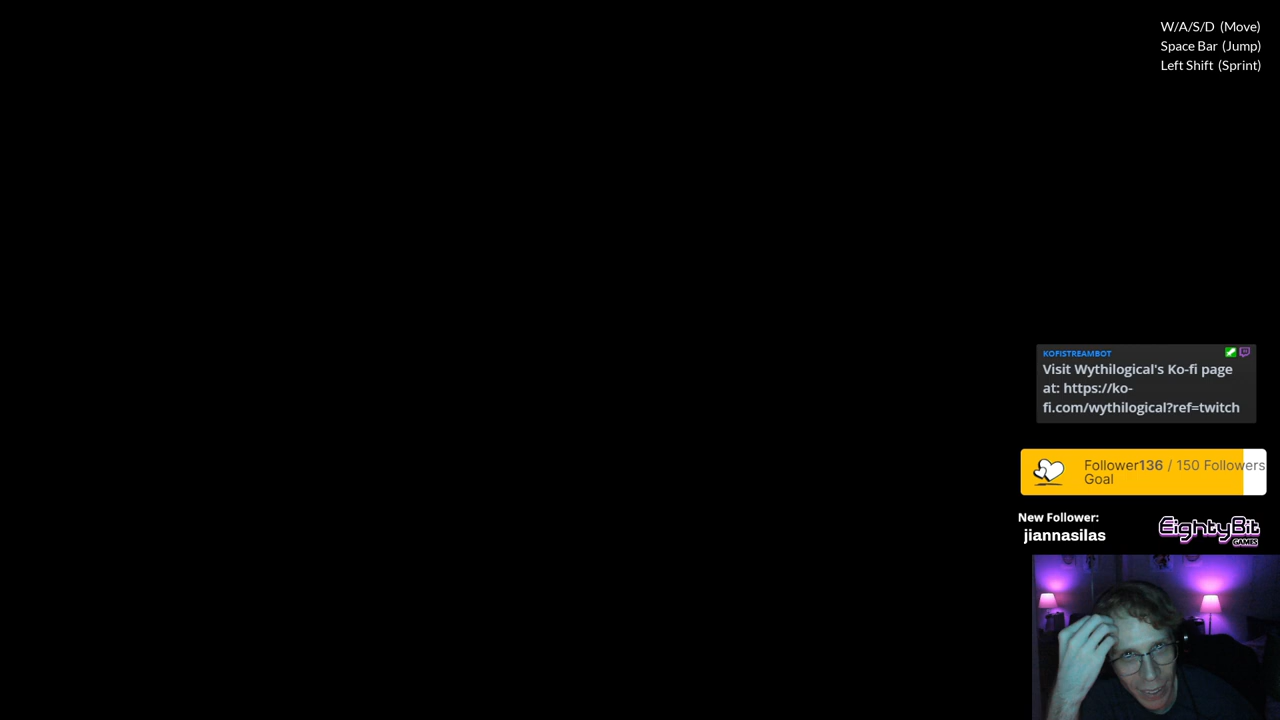 W/A/S/D (Move)
Space Bar (Jump)
Left Shift (Sprint)
KOFISTREAMBOT
Visit Wythilogical's Ko-fi page
at: https://ko-
fi.com/wythilogical?ref=twitch
Follower136 / 150 Followers
Goal
New Follower:
jiannasilas
EightyBit
GAMES